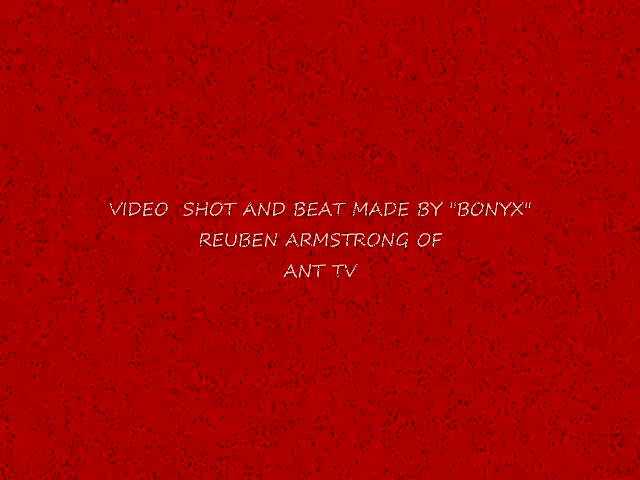 VIDEO  SHOT AND BEAT MADE BY "BONYX"
REUBEN ARMSTRONG OF
ANT TV